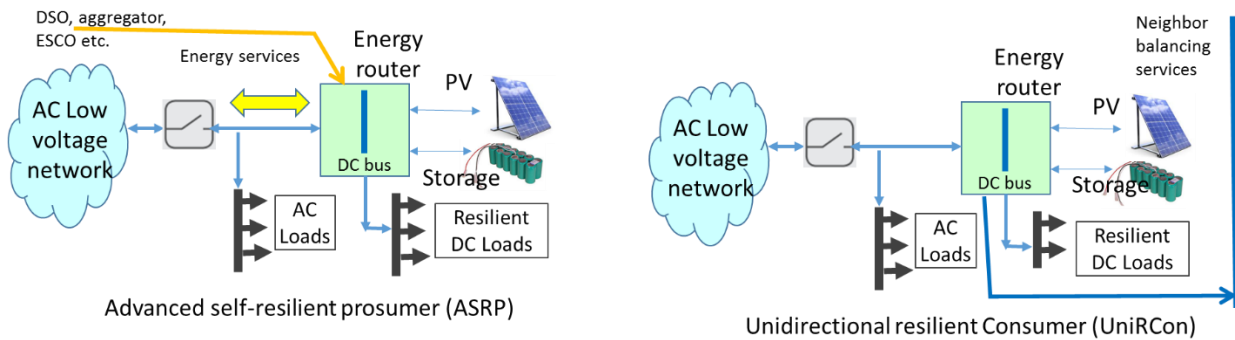 DSO, aggregator,
ESCO etc.
Energy services
Energy
router
PV
AC Low
voltage
network
DC bus
Storage
AC
Loads
Resilient
DC Loads
Advanced self-resilient prosumer (ASRP)
Neighbor
balancing
services
Energy
router
PV
AC Low
voltage
network
DC bus
Storage
AC
Loads
Resilient
DC Loads
Unidirectional resilient Consumer (UniRCon)